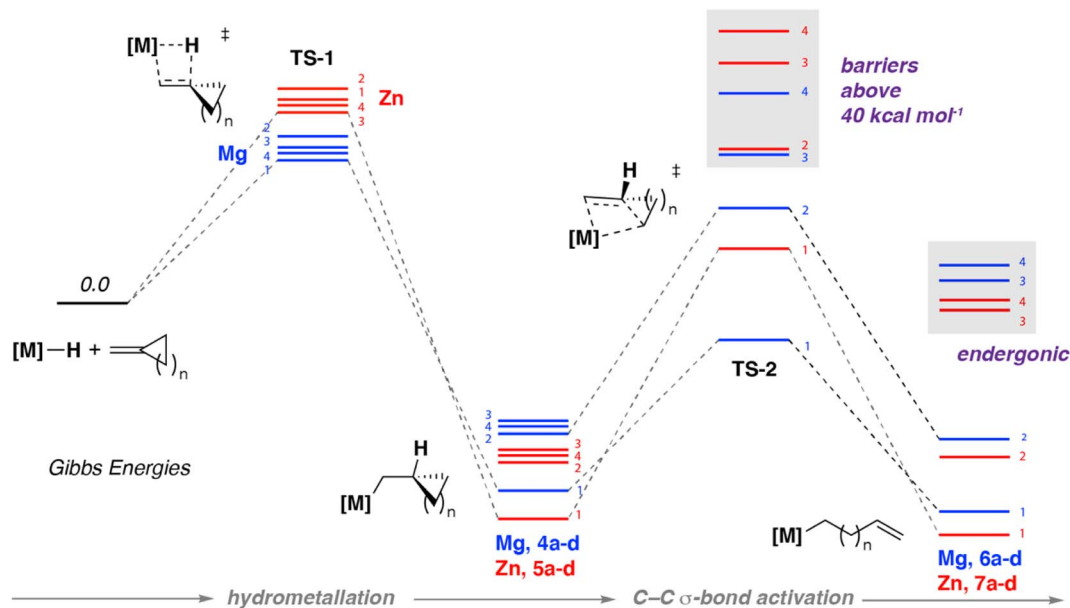 [M]
H
‡
n
TS-1
2
1
4
3
Zn
Mg
2
3
4
1
4
3
4
2
3
barriers
above
40 kcal mol-1
H
‡
n
[M]
2
1
1
TS-2
0.0
[M]—H + n
Gibbs Energies
3
4
2
3
4
2
1
1
H
[M]
n
Mg, 4a-d
Zn, 5a-d
4
3
4
3
endergonic
2
2
1
1
[M]
n
Mg, 6a-d
Zn, 7a-d
hydrometallation
C–C σ-bond activation